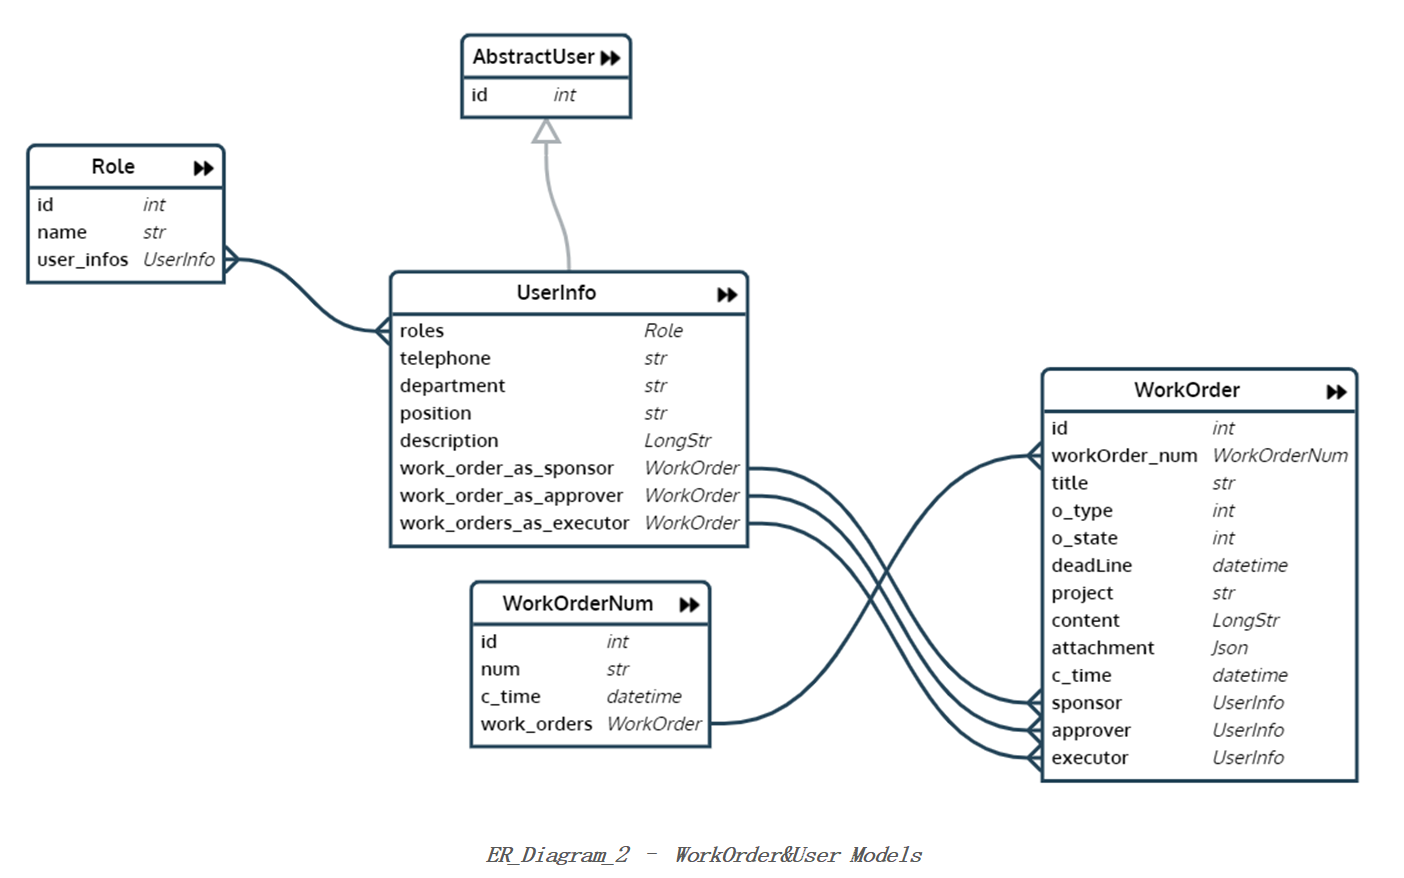 AbstractUser
id int
Role
id int
name str
user_infos UserInfo
UserInfo
roles Role
telephone str
department str
position str
description LongStr
work_order_as_sponsor WorkOrder
work_order_as_approver WorkOrder
work_orders_as_executor WorkOrder
WorkOrder
id int
workOrder_num WorkOrderNum
title str
o_type int
o_state int
deadLine datetime
project str
content LongStr
attachment Json
c_time datetime
sponsor UserInfo
approver UserInfo
executor UserInfo
WorkOrderNum
id int
num str
c_time datetime
work_orders WorkOrder
ER_Diagram_2 – WorkOrder&User Models